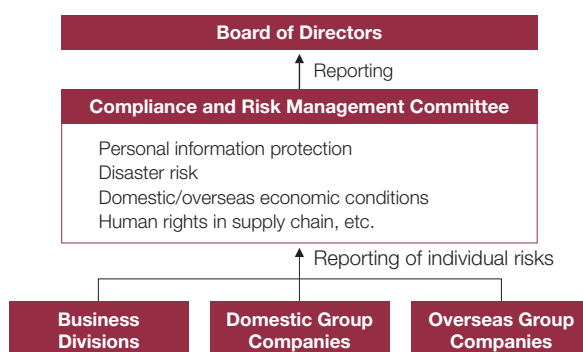 Board of Directors
Reporting
Compliance and Risk Management Committee
Personal information protection
Disaster risk
Domestic/overseas economic conditions
Human rights in supply chain, etc.
Reporting of individual risks
Business
Divisions
Domestic Group
Companies
Overseas Group
Companies